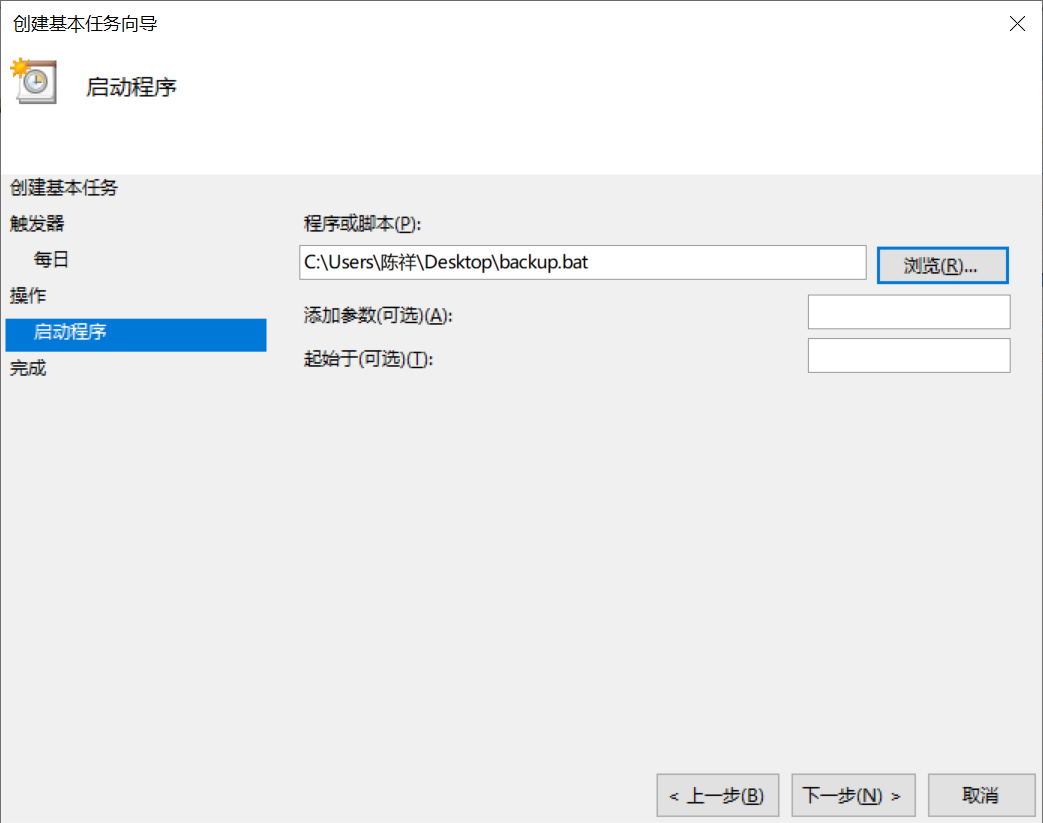 创建基本任务向导
启动程序
创建基本任务
触发器
每日
操作
启动程序
完成
程序或脚本(P):
C:\Users\陈祥\Desktop\backup.bat
浏览(R)...
添加参数(可选)(A):
起始于(可选)(T):
< 上一步(B)
下一步(N) >
取消